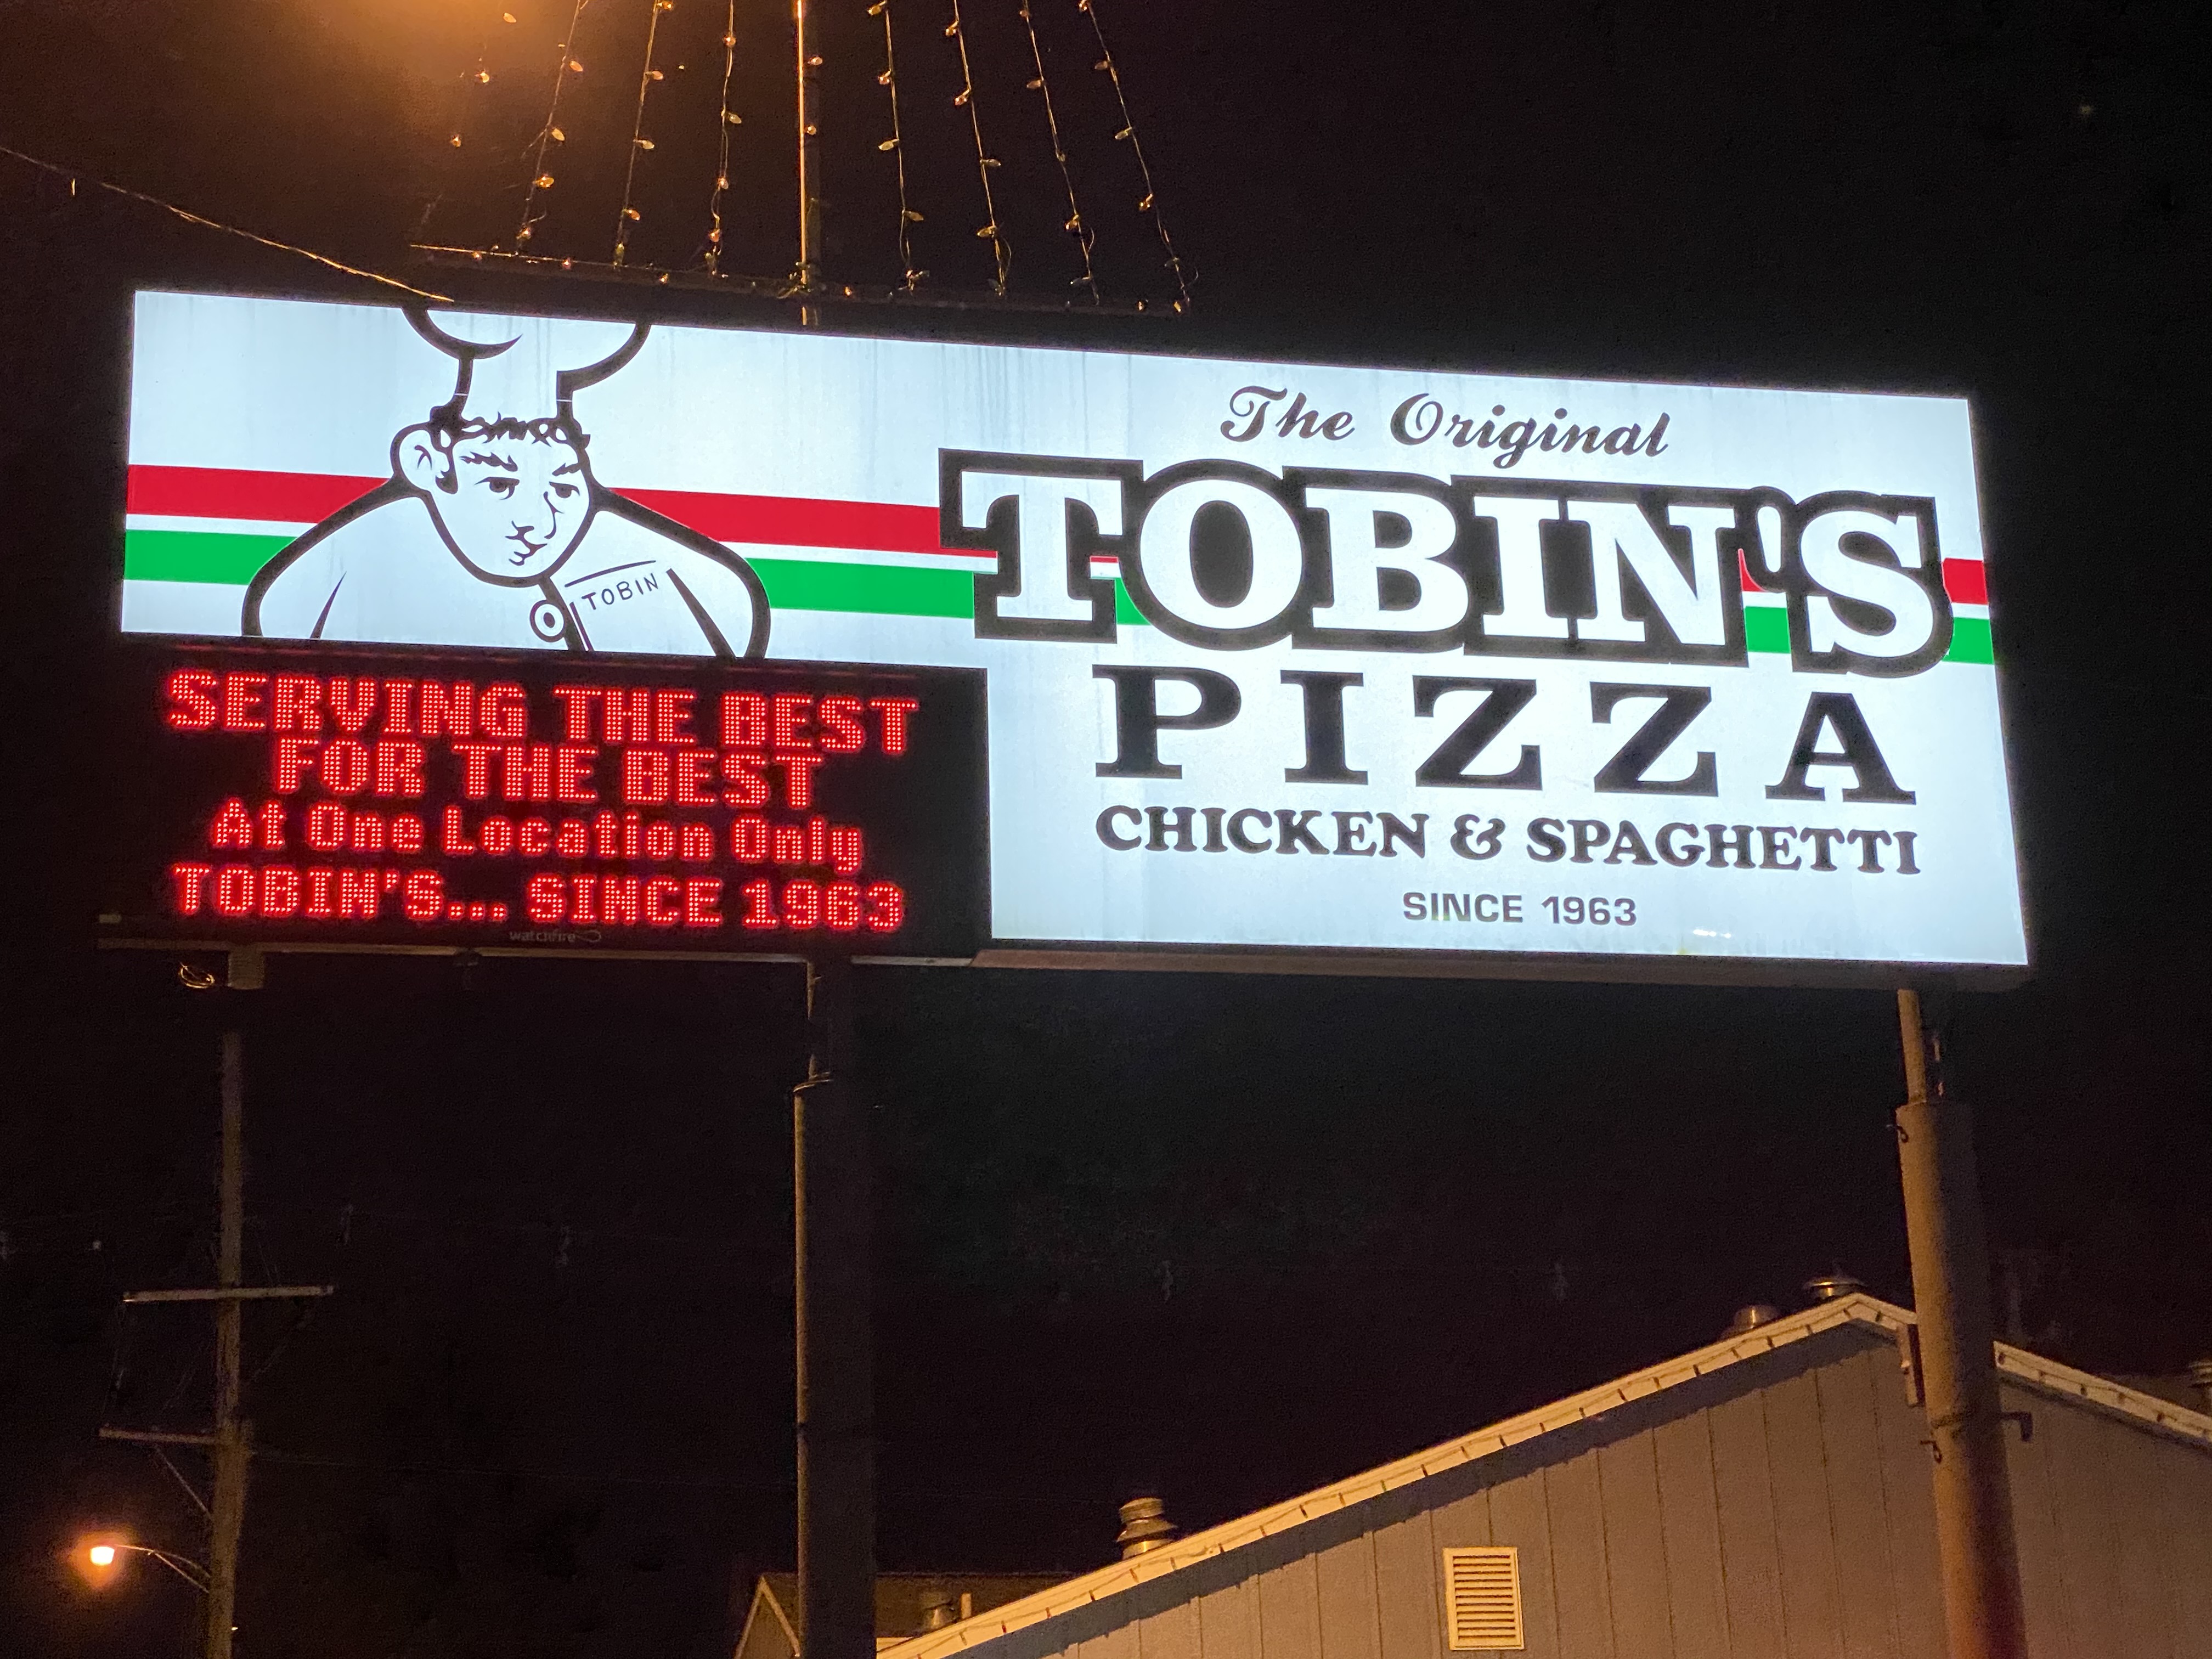 The Original
TOBIN'S
PIZZA
CHICKEN & SPAGHETTI
SINCE 1963
TOBIN
SERVING THE BEST
FOR THE BEST
At One Location Only
TOBIN'S... SINCE 1963
watchfire